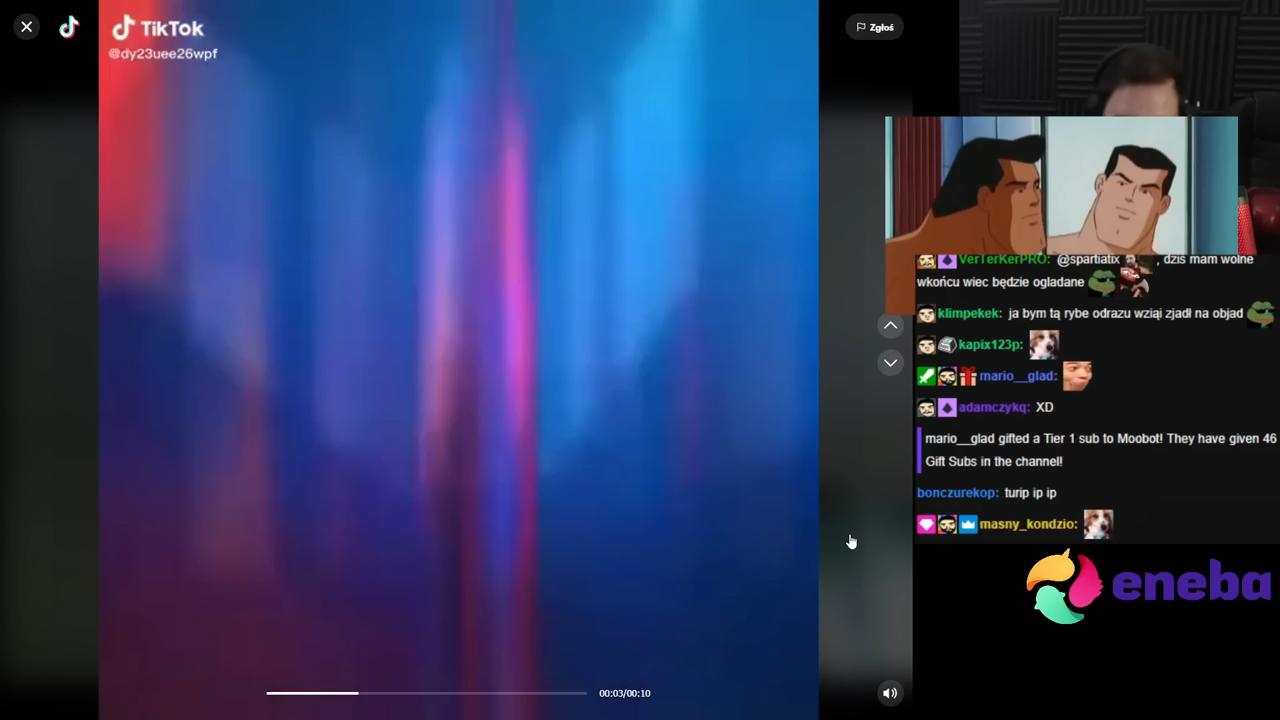 TikTok
@dy23uee26wpf
Zgłoś
VerTerKerPRO: @spartiatix , dziś mam wolne
wkońcu wiec będzie ogladane
klimpekek: ja bym tą rybe odrazu wziąi zjadł na objad
kapix123p:
mario__glad:
adamczykq: XD
mario__glad gifted a Tier 1 sub to Moobot! They have given 46
Gift Subs in the channel!
bonczurekop: turip ip ip
masny_kondzio:
eneba
00:03/00:10